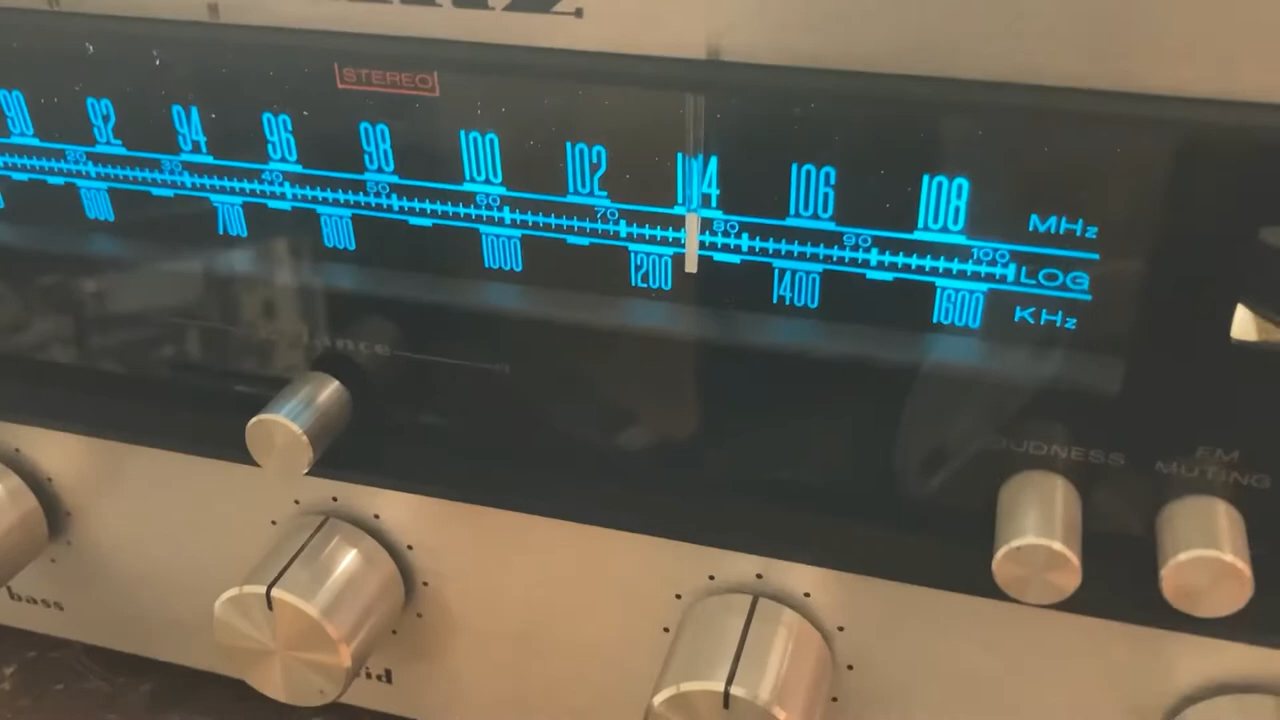 STEREO
90 92 94 96 98 100 102 104 106 108 MHz
20 30 40 50 60 70 80 90 100 LOG
600 700 800 1000 1200 1400 1600 KHz
FM
MUTING
bass